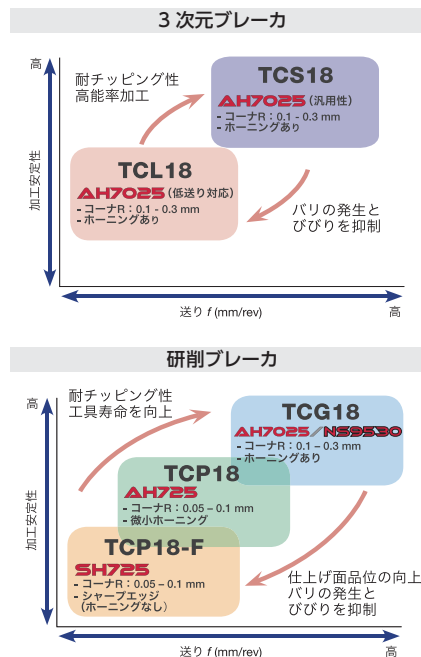 3次元ブレーカ
高
加工安定性
耐チッピング性
高能率加工
TCS18
AH7025 (汎用性)
- コーナR：0.1 - 0.3 mm
- ホーニングあり
TCL18
AH7025 (低送り対応)
- コーナR：0.1 - 0.3 mm
- ホーニングあり
バリの発生と
びびりを抑制
送り f (mm/rev)
高
研削ブレーカ
高
加工安定性
耐チッピング性
工具寿命を向上
TCG18
AH7025/NS9530
- コーナR：0.1 – 0.3 mm
- ホーニングあり
TCP18
AH725
- コーナR：0.05 – 0.1 mm
- 微小ホーニング
TCP18-F
SH725
- コーナR：0.05 – 0.1 mm
- シャープエッジ
(ホーニングなし)
仕上げ面品位の向上
バリの発生と
びびりを抑制
送り f (mm/rev)
高